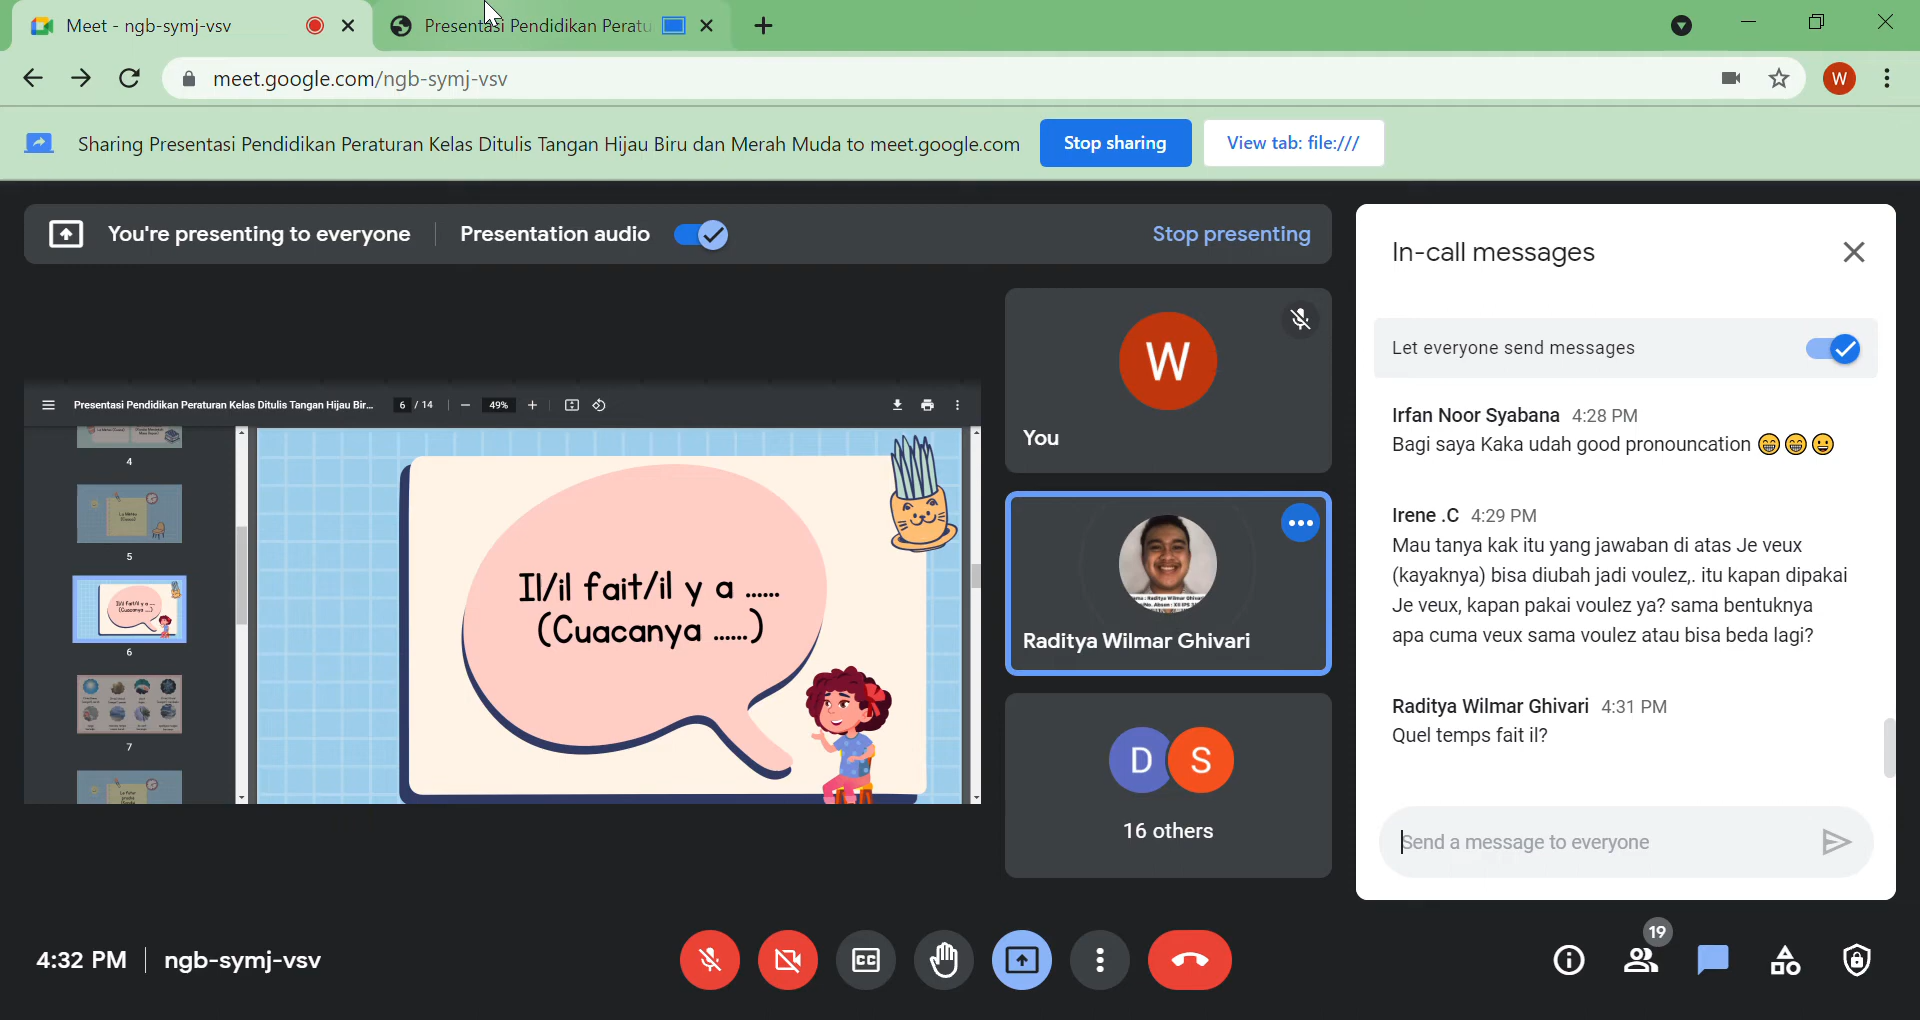 Meet - ngb-symj-vsv
Presentasi Pendidikan Peratu
meet.google.com/ngb-symj-vsv
W
Sharing Presentasi Pendidikan Peraturan Kelas Ditulis Tangan Hijau Biru dan Merah Muda to meet.google.com
Stop sharing
View tab: file:///
You're presenting to everyone
Presentation audio
Stop presenting
Presentasi Pendidikan Peraturan Kelas Ditulis Tangan Hijau Bir...
6 / 14
49%
4
5
6
7
Il/il fait/il y a ......
(Cuacanya ......)
W
You
Raditya Wilmar Ghivari
D S
16 others
In-call messages
Let everyone send messages
Irfan Noor Syabana 4:28 PM
Bagi saya Kaka udah good pronouncation 😁😁😀
Irene .C 4:29 PM
Mau tanya kak itu yang jawaban di atas Je veux
(kayaknya) bisa diubah jadi voulez,. itu kapan dipakai
Je veux, kapan pakai voulez ya? sama bentuknya
apa cuma veux sama voulez atau bisa beda lagi?
Raditya Wilmar Ghivari 4:31 PM
Quel temps fait il?
Send a message to everyone
4:32 PM
ngb-symj-vsv
CC
19